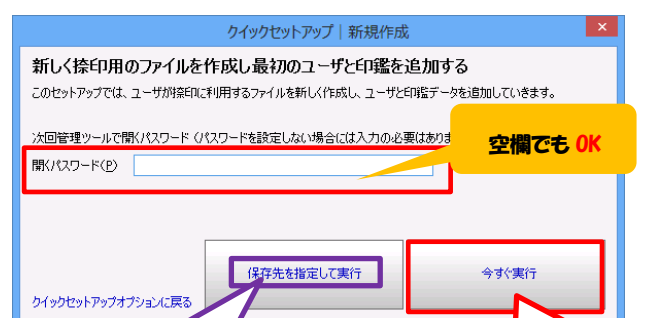 クイックセットアップ｜新規作成
新しく捺印用のファイルを作成し最初のユーザと印鑑を追加する
このセットアップでは、ユーザが捺印に利用するファイルを新しく作成し、ユーザと印鑑データを追加していきます。
次回管理ツールで開くパスワード（パスワードを設定しない場合には入力の必要はありま
空欄でも OK
開くパスワード(P)
保存先を指定して実行
今すぐ実行
クイックセットアップオプションに戻る